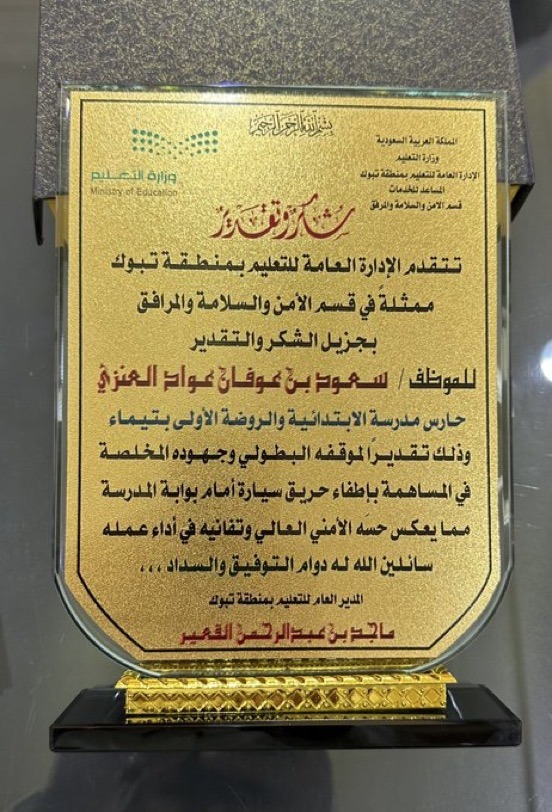 بسم الله الرحمن الرحيم
المملكة العربية السعودية
وزارة التعليم
الإدارة العامة للتعليم بمنطقة تبوك
المساعد للخدمات
قسم الامن والسلامة والمرفق
وزارة التعليم
Ministry of Education
شكر وتقدير
تتقدم الإدارة العامة للتعليم بمنطقة تبوك
ممثلةً في قسم الأمن والسلامة والمرافق
بجزيل الشكر والتقدير
للموظف / سعود بن عوفان عواد العنزي
حارس مدرسة الابتدائية والروضة الأولى بتيماء
وذلك تقديراً لموقفه البطولي وجهوده المخلصة
في المساهمة بإطفاء حريق سيارة أمام بوابة المدرسة
مما يعكس حسّه الأمني العالي وتفانيه في أداء عمله
سائلين الله له دوام التوفيق والسداد ،،،
المدير العام للتعليم بمنطقة تبوك
ماجد بن عبدالرحمن القعير